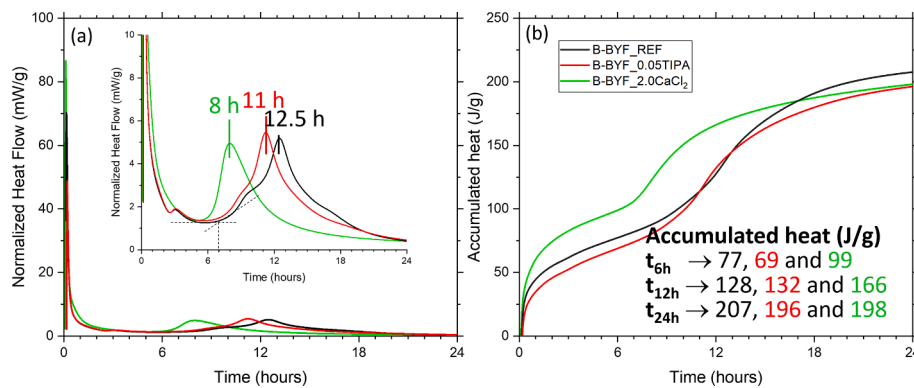 (a)
Normalized Heat Flow (mW/g)
100
80
60
40
20
0
0
6
12
18
24
Time (hours)
Normalized Heat Flow (mW/g)
10
8
6
4
2
0
0
6
12
18
24
Time (hours)
8 h
11 h
12.5 h
(b)
Accumulated heat (J/g)
250
200
150
100
50
0
0
6
12
18
24
Time (hours)
B-BYF_REF
B-BYF_0.05TIPA
B-BYF_2.0CaCl₂
Accumulated heat (J/g)
t6h → 77, 69 and 99
t12h → 128, 132 and 166
t24h → 207, 196 and 198